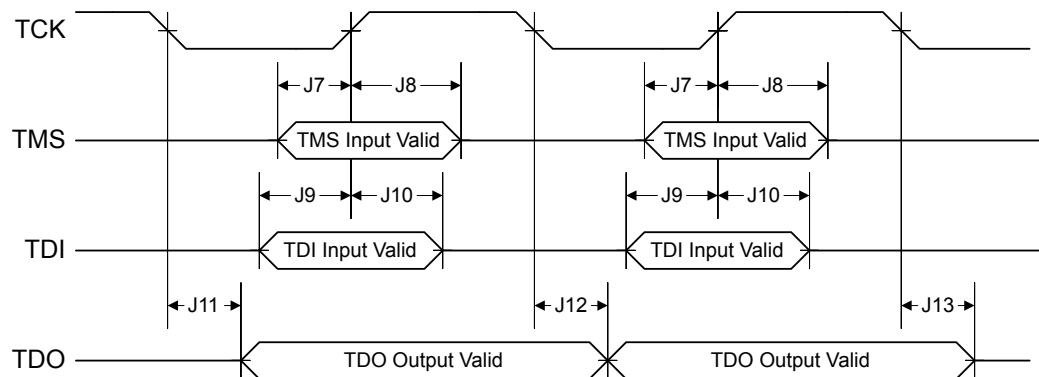 TCK
J7 J8 J7 J8
TMS TMS Input Valid TMS Input Valid
J9 J10 J9 J10
TDI TDI Input Valid TDI Input Valid
J11 J12 J13
TDO TDO Output Valid TDO Output Valid